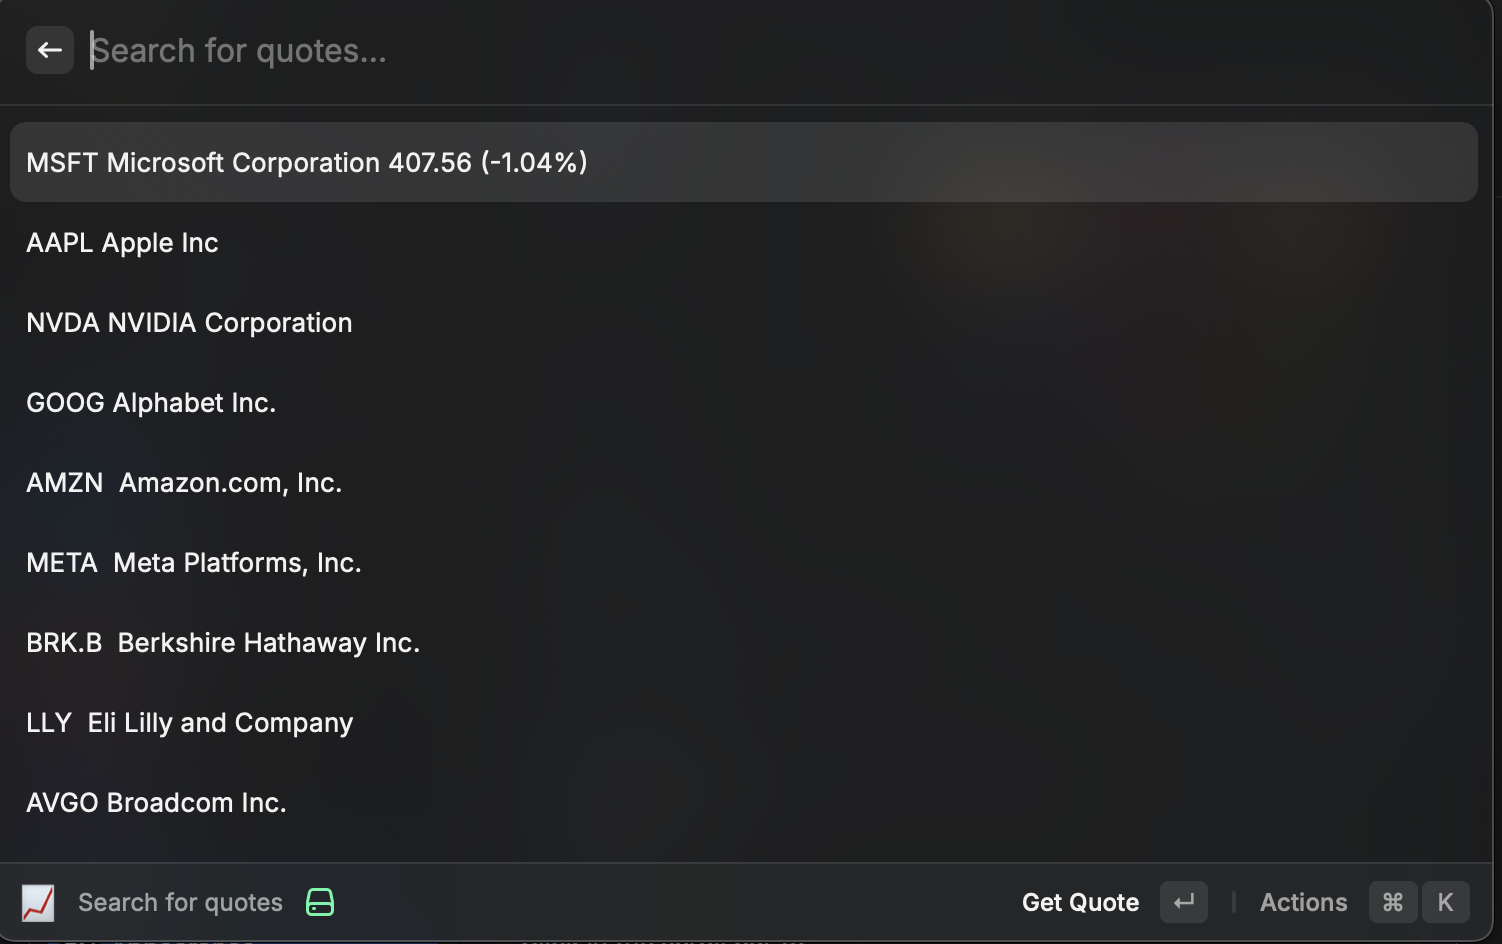 Search for quotes...
MSFT Microsoft Corporation 407.56 (-1.04%)
AAPL Apple Inc
NVDA NVIDIA Corporation
GOOG Alphabet Inc.
AMZN  Amazon.com, Inc.
META  Meta Platforms, Inc.
BRK.B  Berkshire Hathaway Inc.
LLY  Eli Lilly and Company
AVGO Broadcom Inc.
Search for quotes Get Quote ↵ Actions ⌘ K